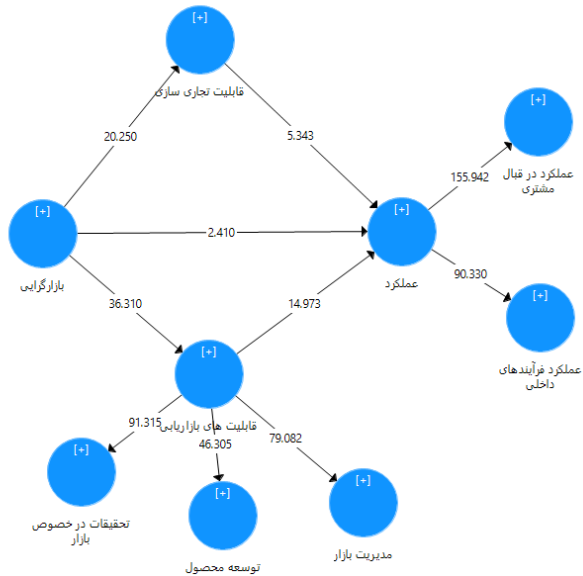 [+]
قابلیت تجاری سازی
20.250
5.343
[+]
عملکرد در قبال
مشتری
155.942
[+]
بازارگرایی
2.410
[+]
عملکرد
36.310
14.973
90.330
[+]
عملکرد فرآیندهای
داخلی
[+]
قابلیت های بازاریابی
91.315
46.305
79.082
[+]
تحقیقات در خصوص
بازار
[+]
توسعه محصول
[+]
مدیریت بازار